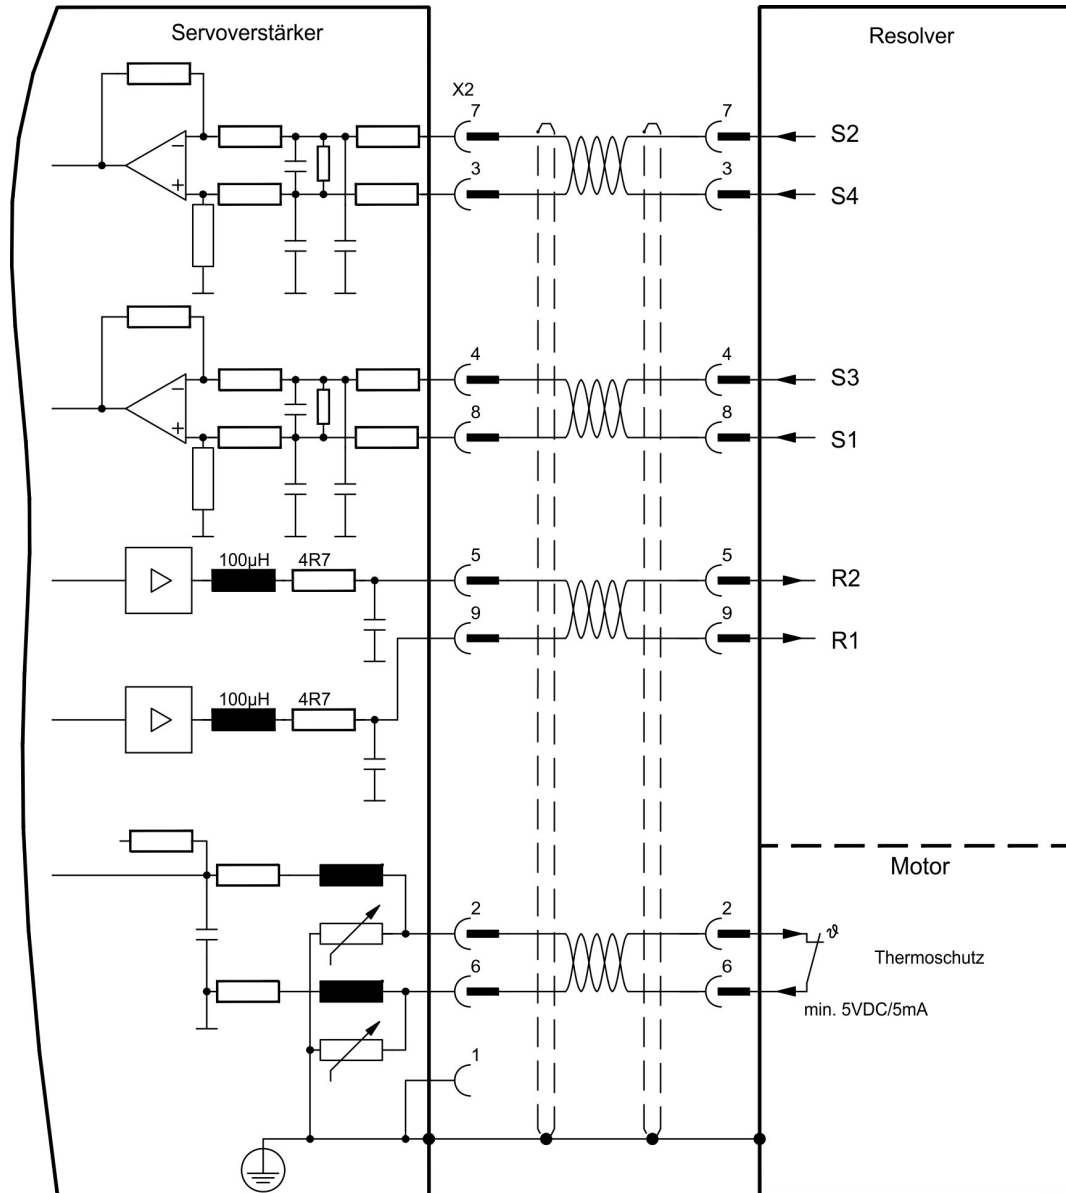 Servoverstärker
Resolver
X2
7
7
S2
3
3
S4
4
4
S3
8
8
S1
100µH
4R7
5
5
R2
9
9
R1
100µH
4R7
Motor
2
2
ϑ
Thermoschutz
6
6
min. 5VDC/5mA
1